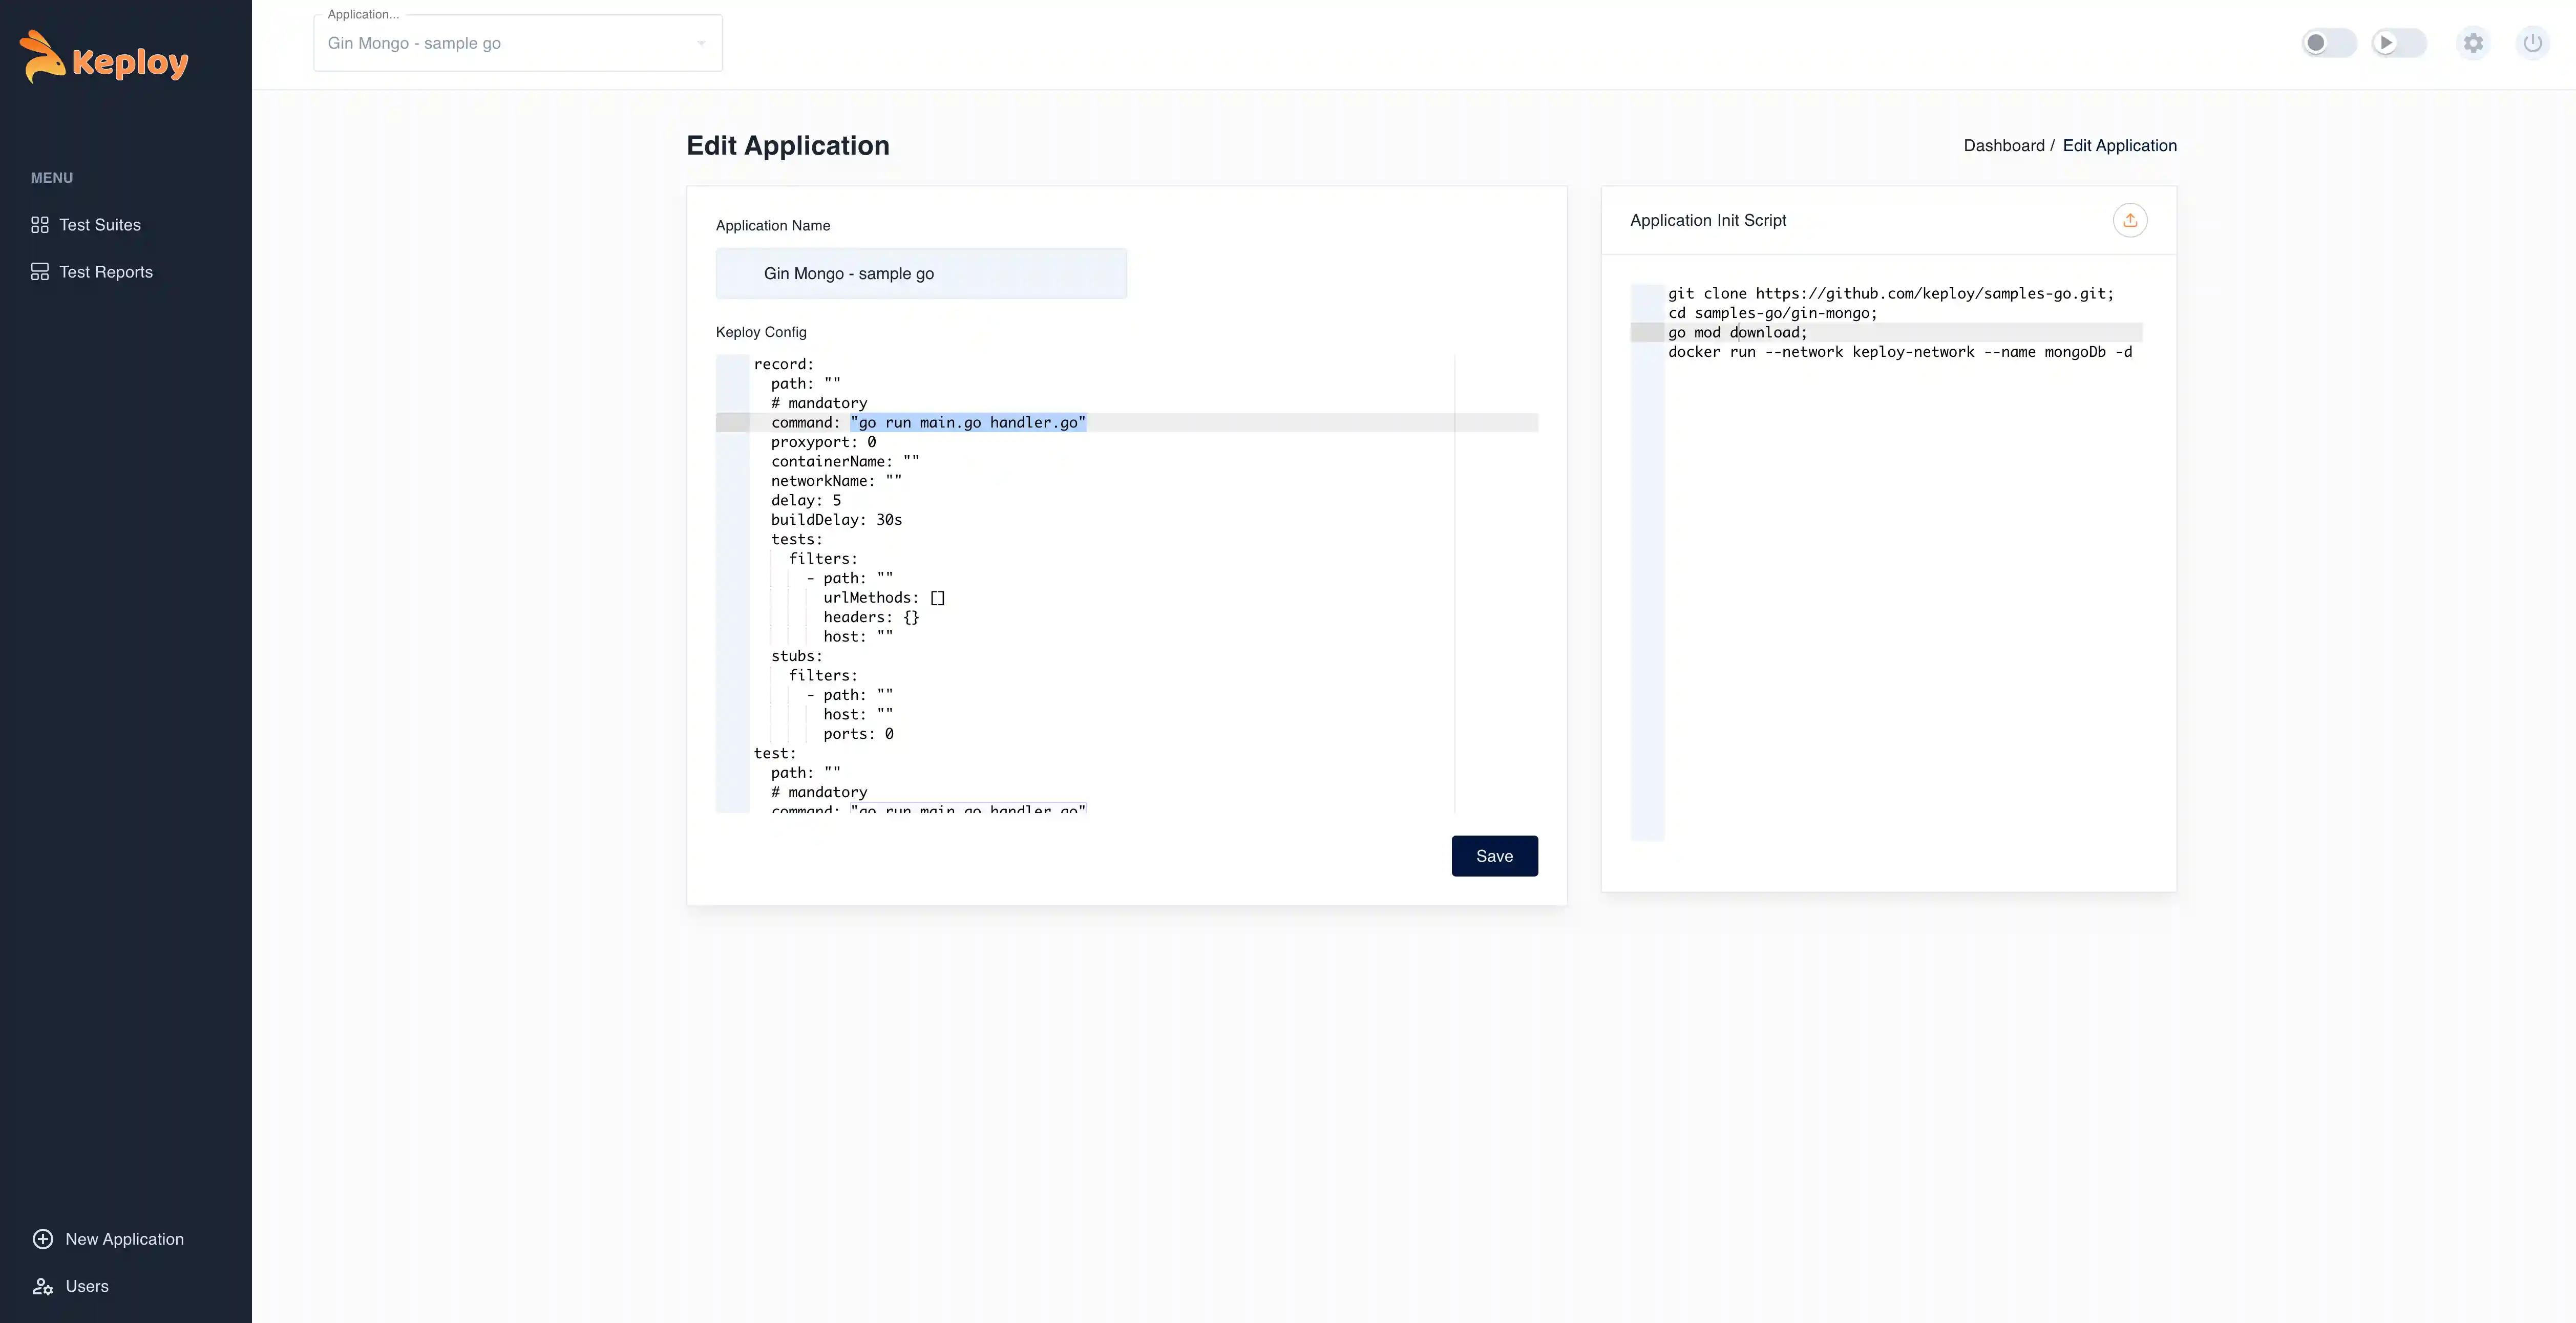 Keploy
Application...
Gin Mongo - sample go
MENU
Test Suites
Test Reports
New Application
Users
Edit Application
Dashboard / Edit Application
Application Name
Gin Mongo - sample go
Keploy Config
record:
path: ""
# mandatory
command: "go run main.go handler.go"
proxyport: 0
containerName: ""
networkName: ""
delay: 5
buildDelay: 30s
tests:
filters:
- path: ""
urlMethods: []
headers: {}
host: ""
stubs:
filters:
- path: ""
host: ""
ports: 0
test:
path: ""
# mandatory
command: "go run main.go handler.go"
Save
Application Init Script
git clone https://github.com/keploy/samples-go.git;
cd samples-go/gin-mongo;
go mod download;
docker run --network keploy-network --name mongoDb -d